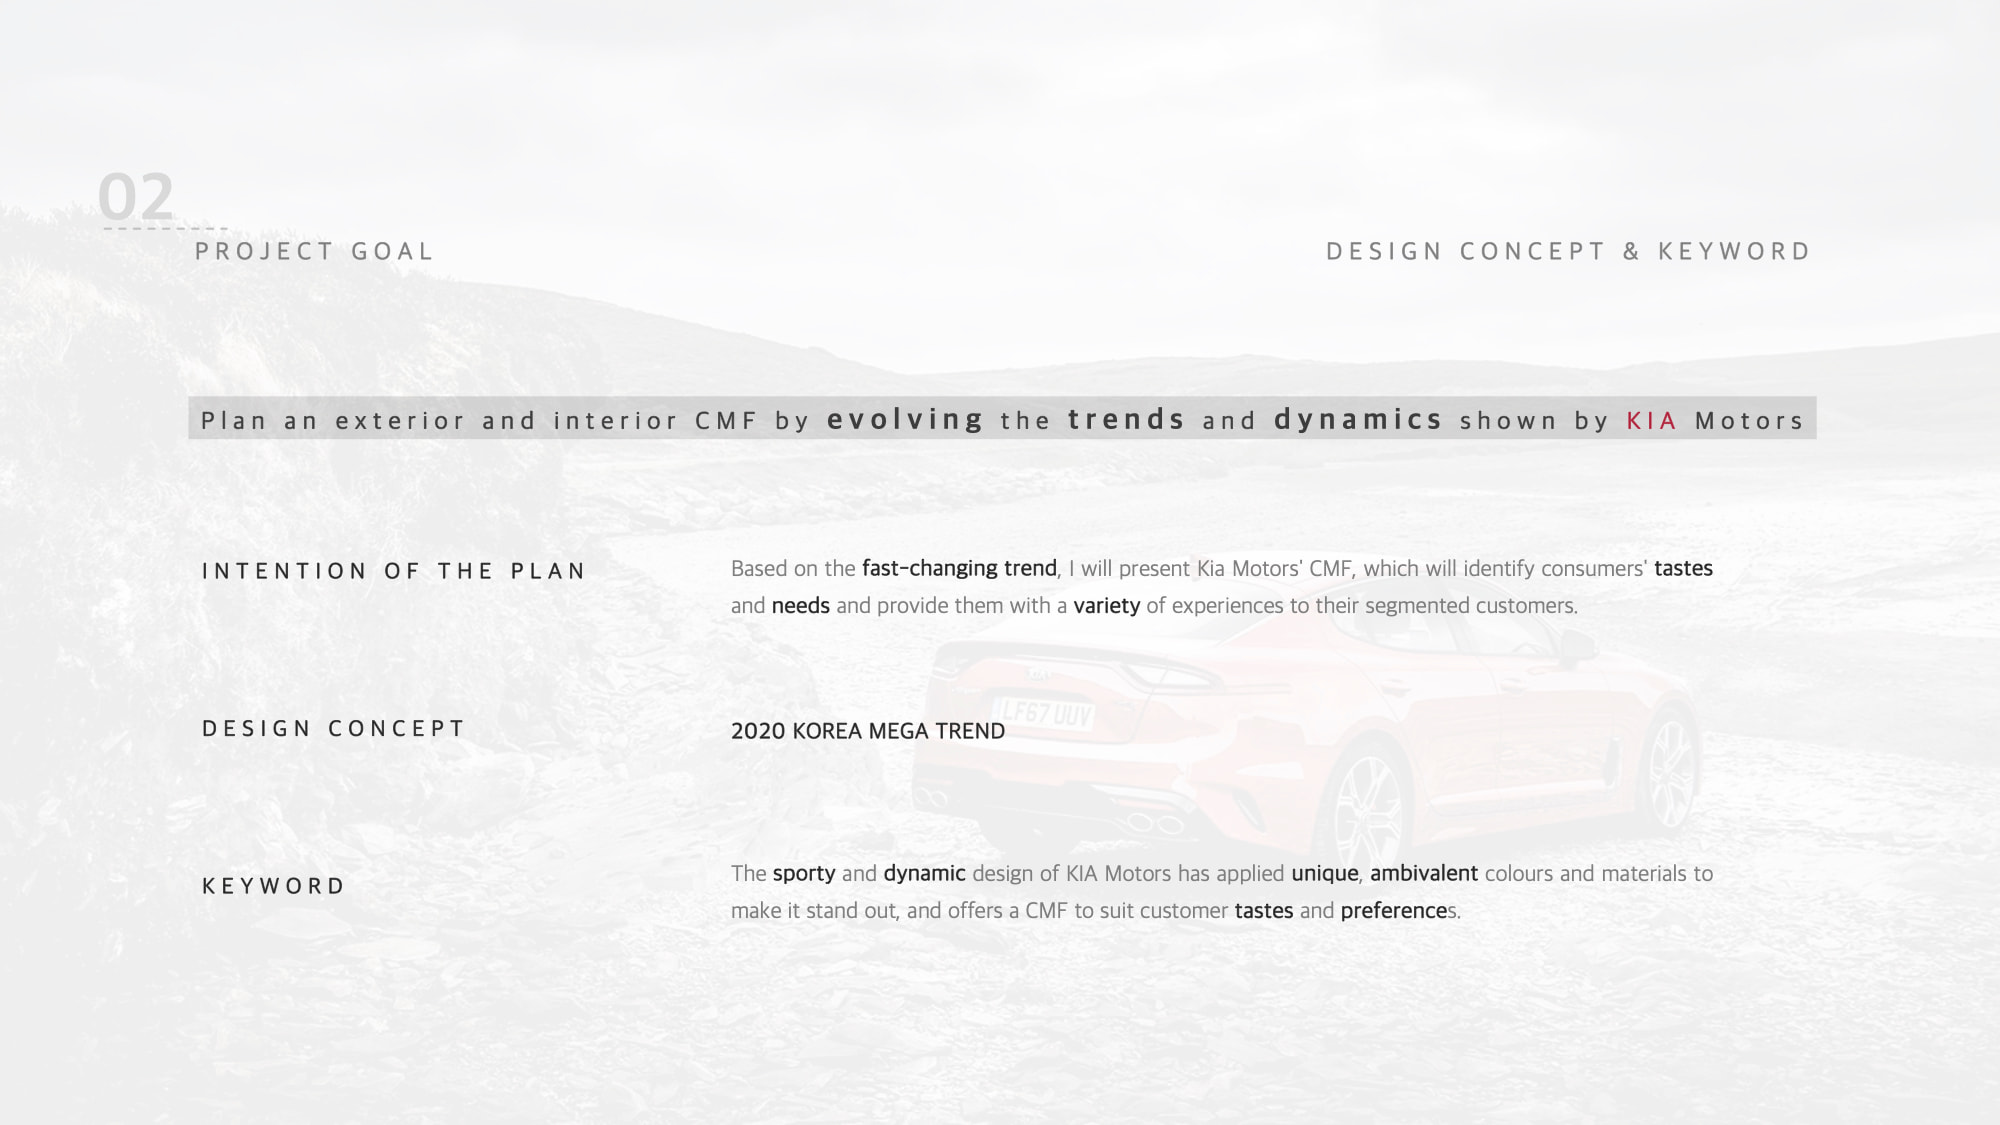 02
PROJECT GOAL
DESIGN CONCEPT & KEYWORD
Plan an exterior and interior CMF by evolving the trends and dynamics shown by KIA Motors
INTENTION OF THE PLAN
Based on the fast-changing trend, I will present Kia Motors' CMF, which will identify consumers' tastes
and needs and provide them with a variety of experiences to their segmented customers.
DESIGN CONCEPT
2020 KOREA MEGA TREND
LF67 UUV
KEYWORD
The sporty and dynamic design of KIA Motors has applied unique, ambivalent colours and materials to
make it stand out, and offers a CMF to suit customer tastes and preferences.